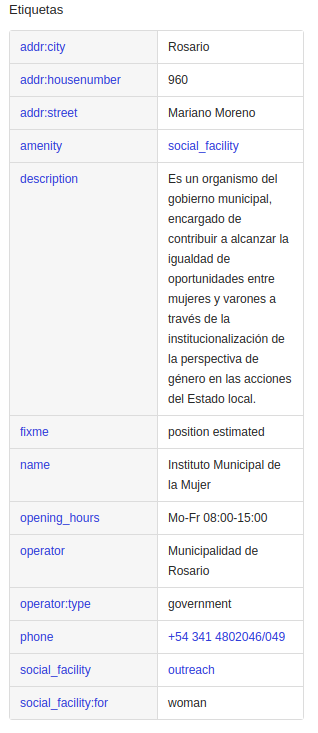 Etiquetas
addr:city Rosario
addr:housenumber 960
addr:street Mariano Moreno
amenity social_facility
description Es un organismo del
gobierno municipal,
encargado de
contribuir a alcanzar la
igualdad de
oportunidades entre
mujeres y varones a
través de la
institucionalización de
la perspectiva de
género en las acciones
del Estado local.
fixme position estimated
name Instituto Municipal de
la Mujer
opening_hours Mo-Fr 08:00-15:00
operator Municipalidad de
Rosario
operator:type government
phone +54 341 4802046/049
social_facility outreach
social_facility:for woman